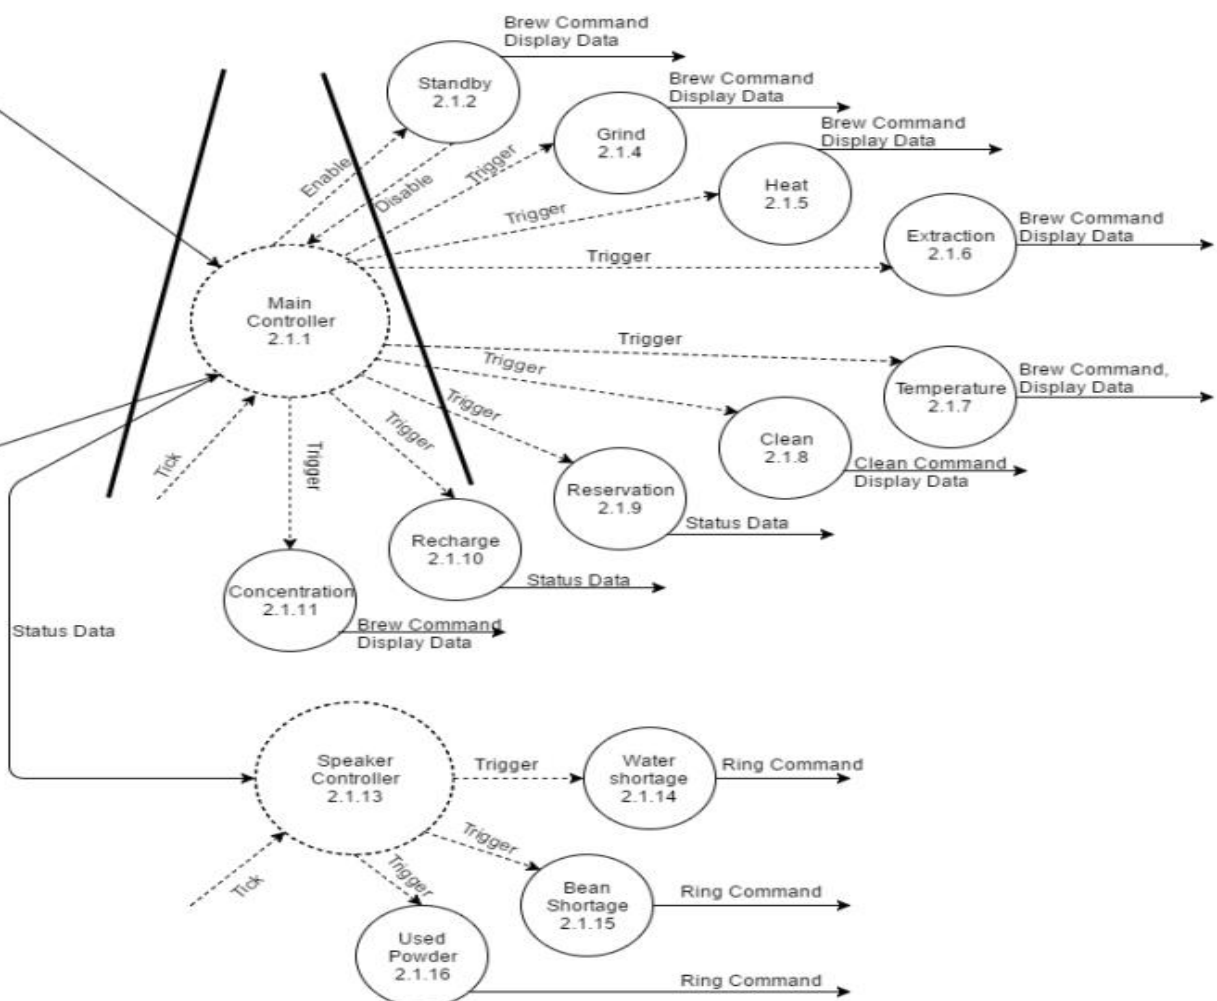 Brew Command
Display Data
Standby
2.1.2
Brew Command
Display Data
Grind
2.1.4
Brew Command
Display Data
Heat
2.1.5
Enable
Disable
Trigger
Trigger
Brew Command
Display Data
Extraction
2.1.6
Trigger
Main
Controller
2.1.1
Trigger
Trigger
Brew Command,
Display Data
Temperature
2.1.7
Trigger
Trigger
Clean
2.1.8
Clean Command
Display Data
Tick
Trigger
Reservation
2.1.9
Status Data
Recharge
2.1.10
Status Data
Concentration
2.1.11
Brew Command
Display Data
Status Data
Speaker
Controller
2.1.13
Trigger
Water
shortage
2.1.14
Ring Command
Trigger
Trigger
Tick
Bean
Shortage
2.1.15
Ring Command
Used
Powder
2.1.16
Ring Command